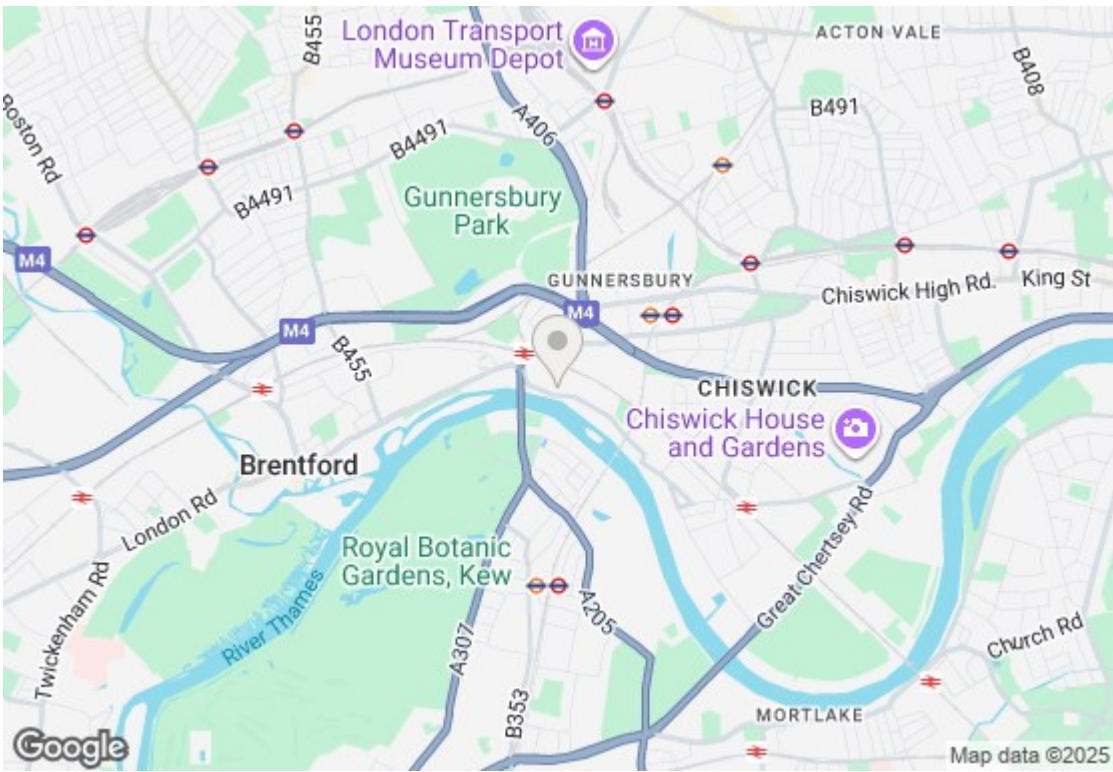 London Transport
Museum Depot
B455
ACTON VALE
B408
B491
A406
Boston Rd
B4491
B4491
Gunnersbury
Park
M4
GUNNERSBURY
Chiswick High Rd.
King St
M4
M4
B455
CHISWICK
Chiswick House
and Gardens
Brentford
London Rd
Great Chertsey Rd
Royal Botanic
Gardens, Kew
River Thames
A205
Twickenham Rd
A307
Church Rd
B353
MORTLAKE
Google
Map data ©2025